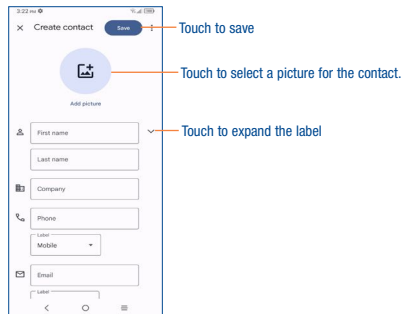 3:22 PM
Create contact
Save
Touch to save
Touch to select a picture for the contact.
Add picture
First name
Touch to expand the label
Last name
Company
Phone
Label
Mobile
Email
Label